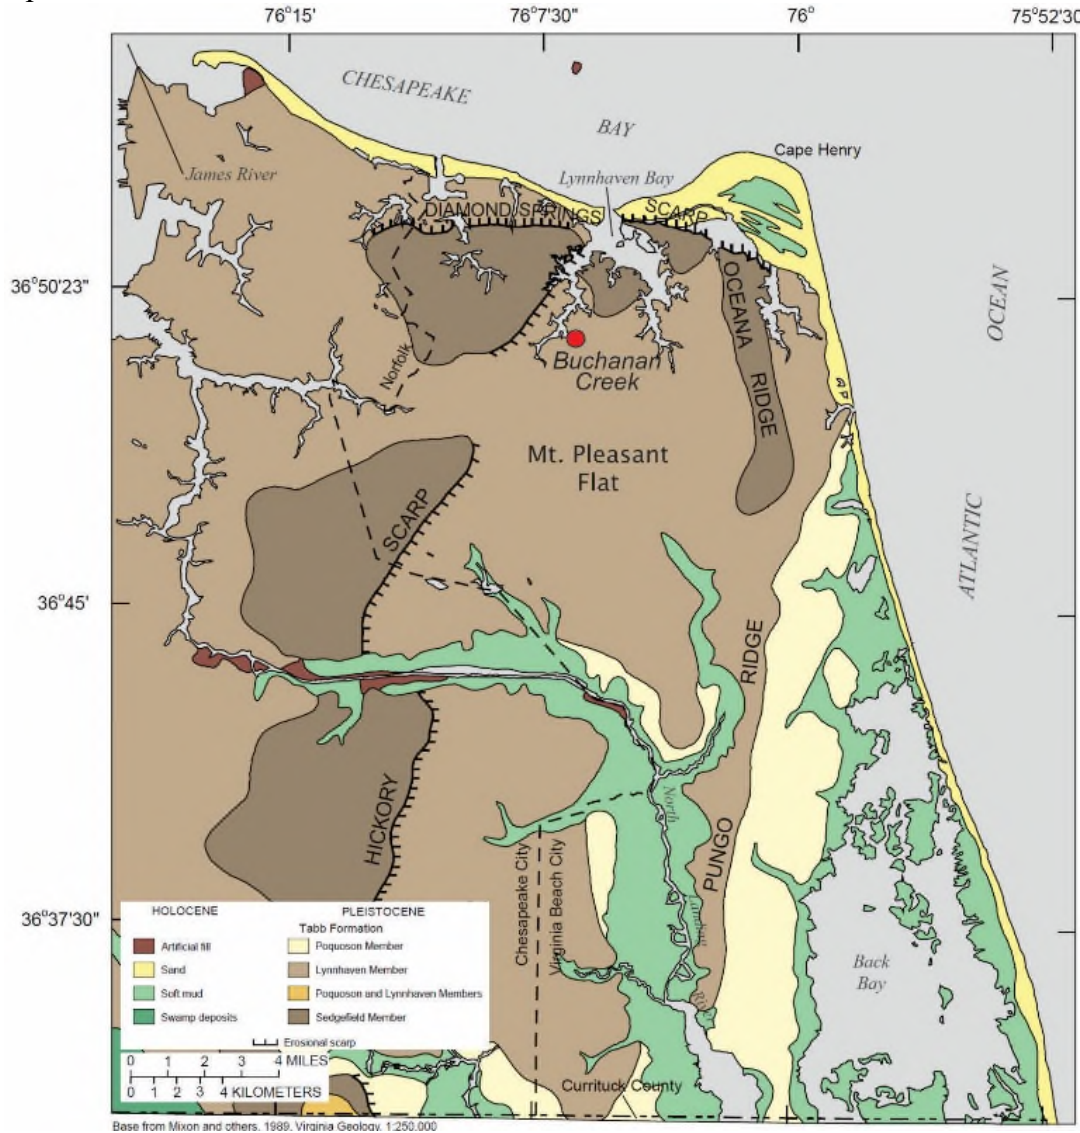 76°15'
76°7'30"
76°
75°52'30"
CHESAPEAKE
BAY
Cape Henry
James River
Lynnhaven Bay
DIAMOND SPRINGS
SCARP
36°50'23"
OCEANA
RIDGE
OCEAN
ATLANTIC
Norfolk
Buchanan
Creek
Mt. Pleasant
Flat
SCARP
36°45'
RIDGE
PUNGO
HICKORY
North
Landing
River
Chesapeake City
Virginia Beach City
36°37'30"
Back
Bay
Currituck County
HOLOCENE
Artificial fill
Sand
Soft mud
Swamp deposits
PLEISTOCENE
Tabb Formation
Poquoson Member
Lynnhaven Member
Poquoson and Lynnhaven Members
Sedgefield Member
Erosional scarp
0 1 2 3 4 MILES
0 1 2 3 4 KILOMETERS
Base from Mixon and others, 1989, Virginia Geology, 1:250,000